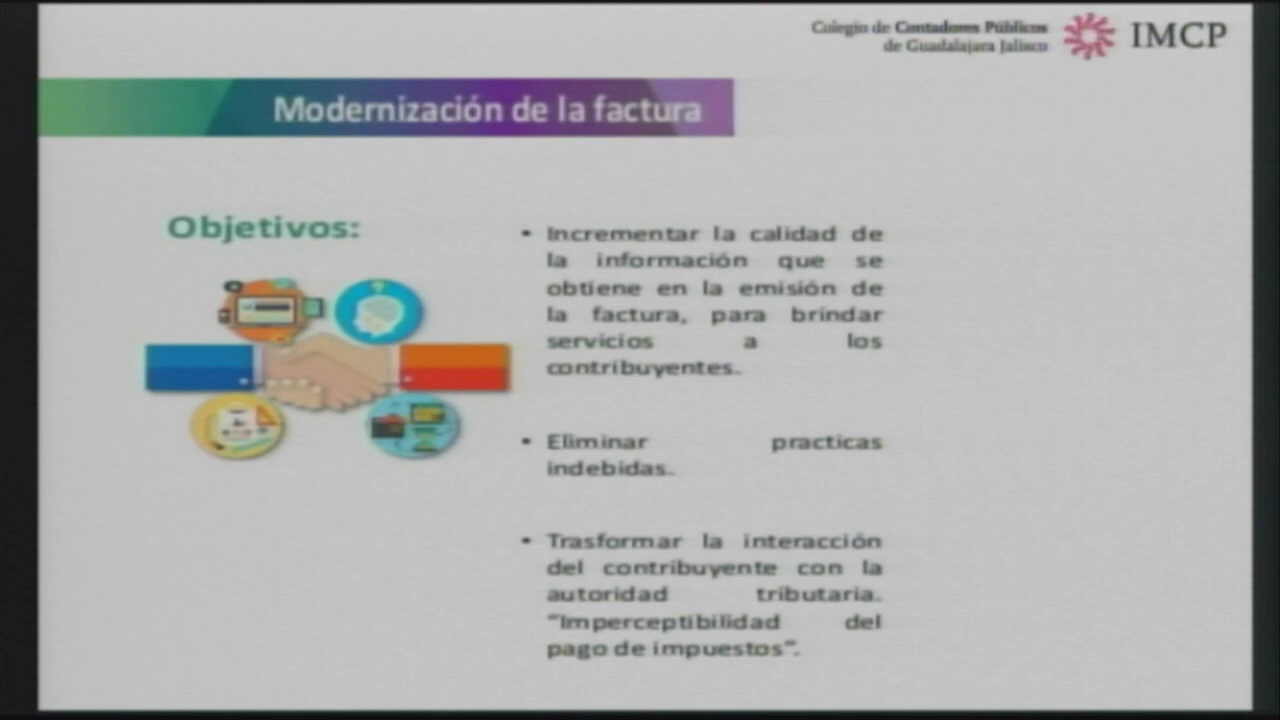 Colegio de Contadores Públicos
de Guadalajara Jalisco
IMCP
Modernización de la factura
Objetivos:
• Incrementar la calidad de
la información que se
obtiene en la emisión de
la factura, para brindar
servicios a los
contribuyentes.
• Eliminar practicas
indebidas.
• Trasformar la interacción
del contribuyente con la
autoridad tributaria.
“Imperceptibilidad del
pago de impuestos”.